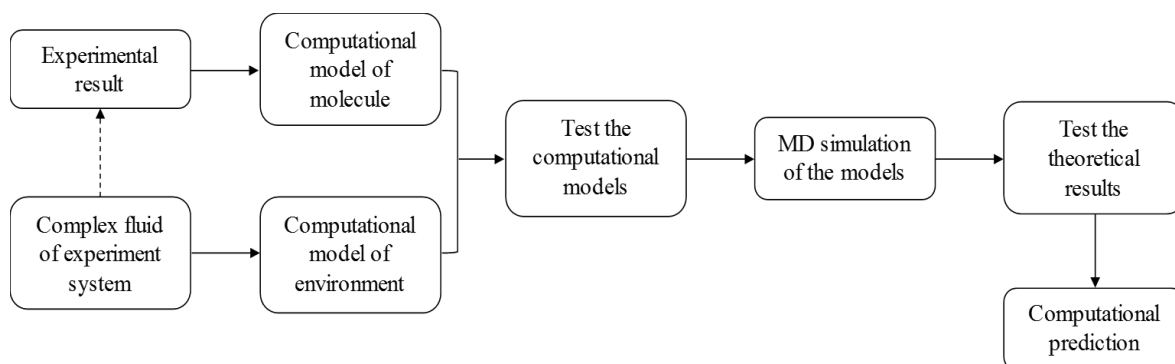 Experimental
result
Computational
model of
molecule
Complex fluid
of experiment
system
Computational
model of
environment
Test the
computational
models
MD simulation
of the models
Test the
theoretical
results
Computational
prediction